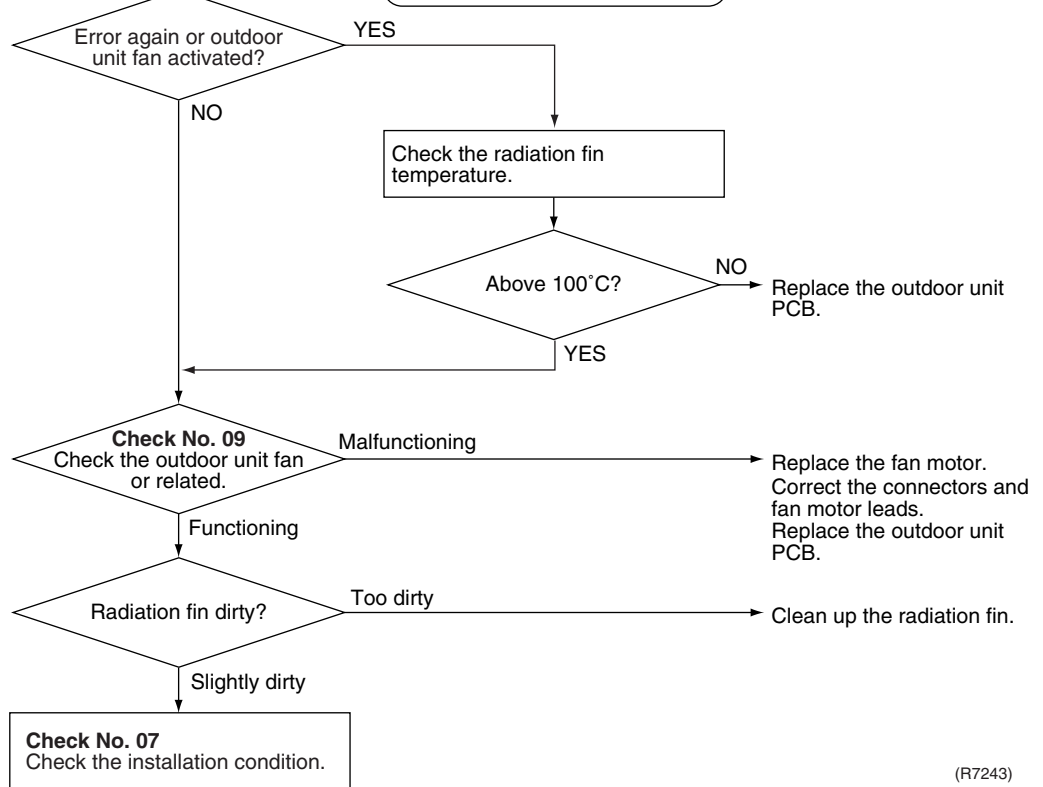 Error again or outdoor
unit fan activated?
YES
NO
Check the radiation fin
temperature.
Above 100˚C?
NO
Replace the outdoor unit
PCB.
YES
Check No. 09
Check the outdoor unit fan
or related.
Malfunctioning
Replace the fan motor.
Correct the connectors and
fan motor leads.
Replace the outdoor unit
PCB.
Functioning
Radiation fin dirty?
Too dirty
Clean up the radiation fin.
Slightly dirty
Check No. 07
Check the installation condition.
(R7243)